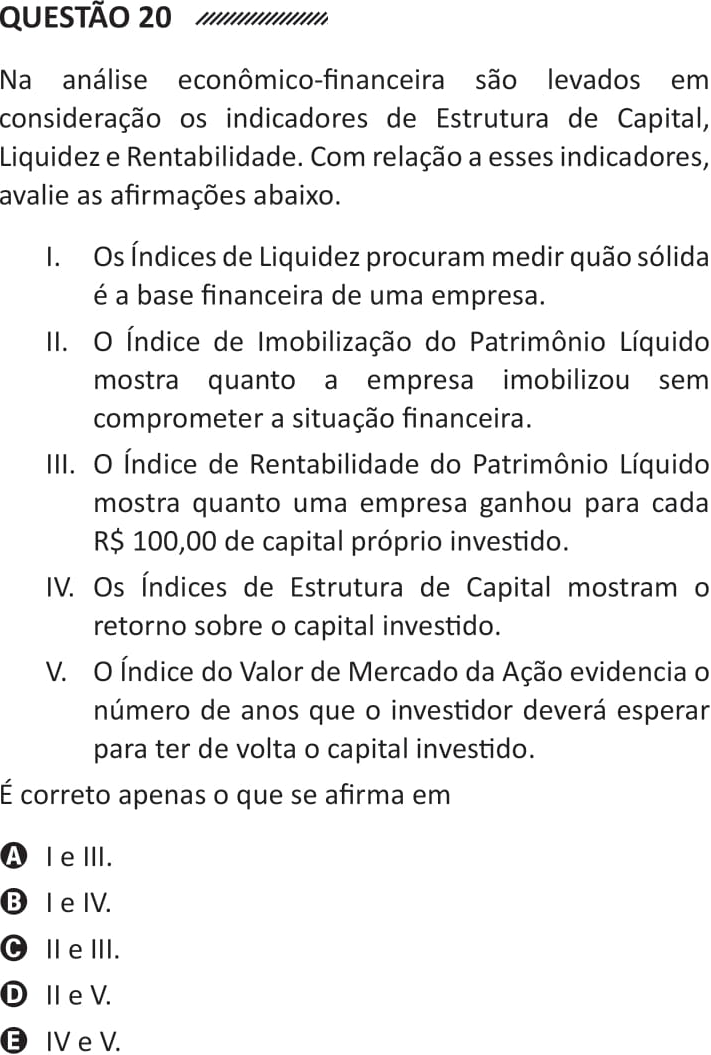 QUESTÃO 20
Na análise econômico-financeira são levados em
consideração os indicadores de Estrutura de Capital,
Liquidez e Rentabilidade. Com relação a esses indicadores,
avalie as afirmações abaixo.
I. Os Índices de Liquidez procuram medir quão sólida
é a base financeira de uma empresa.
II. O Índice de Imobilização do Patrimônio Líquido
mostra quanto a empresa imobilizou sem
comprometer a situação financeira.
III. O Índice de Rentabilidade do Patrimônio Líquido
mostra quanto uma empresa ganhou para cada
R$ 100,00 de capital próprio investido.
IV. Os Índices de Estrutura de Capital mostram o
retorno sobre o capital investido.
V. O Índice do Valor de Mercado da Ação evidencia o
número de anos que o investidor deverá esperar
para ter de volta o capital investido.
É correto apenas o que se afirma em
A I e III.
B I e IV.
C II e III.
D II e V.
E IV e V.